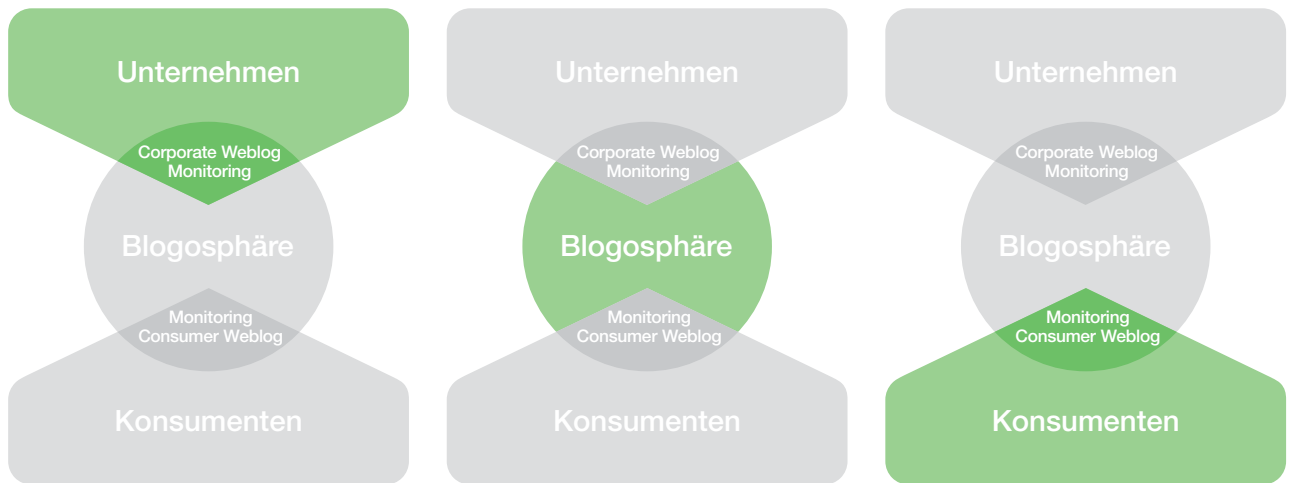 Unternehmen
Corporate Weblog
Monitoring
Blogosphäre
Monitoring
Consumer Weblog
Konsumenten
Unternehmen
Corporate Weblog
Monitoring
Blogosphäre
Monitoring
Consumer Weblog
Konsumenten
Unternehmen
Corporate Weblog
Monitoring
Blogosphäre
Monitoring
Consumer Weblog
Konsumenten